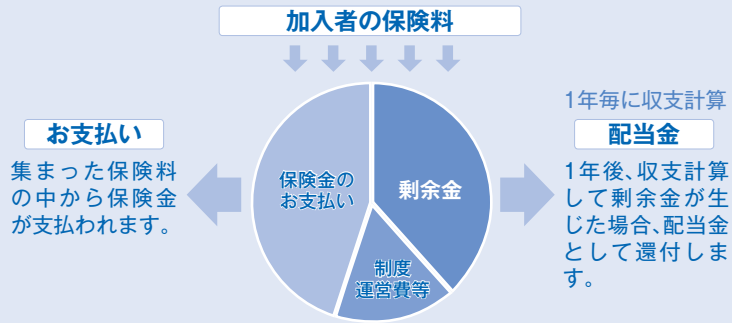 加入者の保険料
お支払い
集まった保険料
の中から保険金
が支払われます。
保険金の
お支払い
剰余金
制度
運営費等
1年毎に収支計算
配当金
1年後、収支計算
して剰余金が生
じた場合、配当金
として還付しま
す。